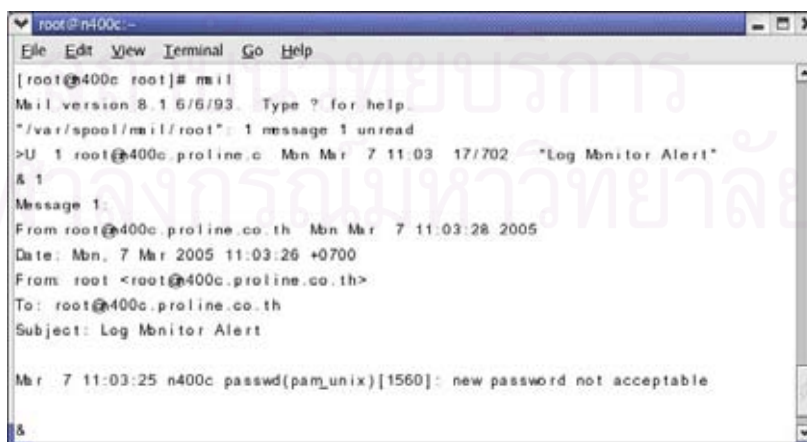 root@n400c:~
File Edit View Terminal Go Help
[root@n400c root]# mail
Mail version 8.1 6/6/93. Type ? for help.
"/var/spool/mail/root": 1 message 1 unread
>U 1 root@n400c.proline.c Mon Mar 7 11:03 17/702 "Log Monitor Alert"
& 1
Message 1:
From root@n400c.proline.co.th Mon Mar 7 11:03:28 2005
Date: Mon, 7 Mar 2005 11:03:26 +0700
From: root <root@n400c.proline.co.th>
To: root@n400c.proline.co.th
Subject: Log Monitor Alert
Mar 7 11:03:25 n400c passwd(pam_unix)[1560]: new password not acceptable
&